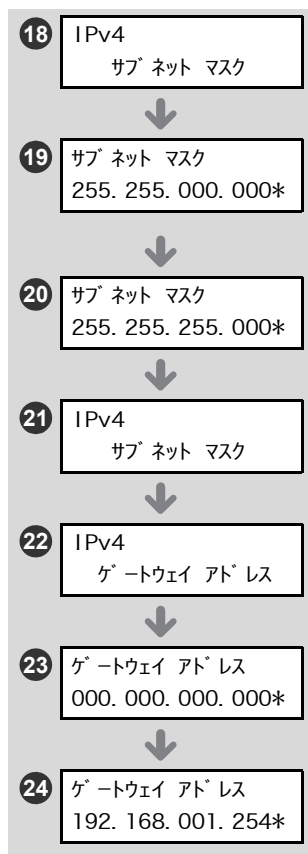 18
IPv4
ｻﾌﾞﾈｯﾄ ﾏｽｸ
19
ｻﾌﾞﾈｯﾄ ﾏｽｸ
255. 255. 000. 000*
20
ｻﾌﾞﾈｯﾄ ﾏｽｸ
255. 255. 255. 000*
21
IPv4
ｻﾌﾞﾈｯﾄ ﾏｽｸ
22
IPv4
ｹﾞｰﾄｳｪｲ ｱﾄﾞﾚｽ
23
ｹﾞｰﾄｳｪｲ ｱﾄﾞﾚｽ
000. 000. 000. 000*
24
ｹﾞｰﾄｳｪｲ ｱﾄﾞﾚｽ
192. 168. 001. 254*